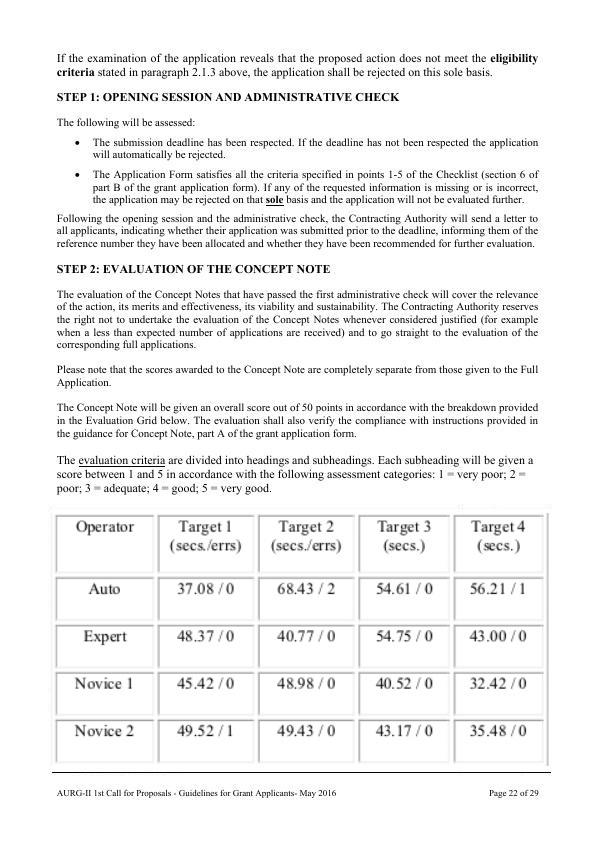 If the examination of the application reveals that the proposed action does not meet the eligibility
criteria stated in paragraph 2.1.3 above, the application shall be rejected on this sole basis.
STEP 1: OPENING SESSION AND ADMINISTRATIVE CHECK
The following will be assessed:
• The submission deadline has been respected. If the deadline has not been respected the application
will automatically be rejected.
• The Application Form satisfies all the criteria specified in points 1-5 of the Checklist (section 6 of
part B of the grant application form). If any of the requested information is missing or is incorrect,
the application may be rejected on that sole basis and the application will not be evaluated further.
Following the opening session and the administrative check, the Contracting Authority will send a letter to
all applicants, indicating whether their application was submitted prior to the deadline, informing them of the
reference number they have been allocated and whether they have been recommended for further evaluation.
STEP 2: EVALUATION OF THE CONCEPT NOTE
The evaluation of the Concept Notes that have passed the first administrative check will cover the relevance
of the action, its merits and effectiveness, its viability and sustainability. The Contracting Authority reserves
the right not to undertake the evaluation of the Concept Notes whenever considered justified (for example
when a less than expected number of applications are received) and to go straight to the evaluation of the
corresponding full applications.
Please note that the scores awarded to the Concept Note are completely separate from those given to the Full
Application.
The Concept Note will be given an overall score out of 50 points in accordance with the breakdown provided
in the Evaluation Grid below. The evaluation shall also verify the compliance with instructions provided in
the guidance for Concept Note, part A of the grant application form.
The evaluation criteria are divided into headings and subheadings. Each subheading will be given a
score between 1 and 5 in accordance with the following assessment categories: 1 = very poor; 2 =
poor; 3 = adequate; 4 = good; 5 = very good.
Operator Target 1 Target 2 Target 3 Target 4
(secs./errs) (secs./errs) (secs.) (secs.)
Auto 37.08 / 0 68.43 / 2 54.61 / 0 56.21 / 1
Expert 48.37 / 0 40.77 / 0 54.75 / 0 43.00 / 0
Novice 1 45.42 / 0 48.98 / 0 40.52 / 0 32.42 / 0
Novice 2 49.52 / 1 49.43 / 0 43.17 / 0 35.48 / 0
AURG-II 1st Call for Proposals - Guidelines for Grant Applicants- May 2016 Page 22 of 29